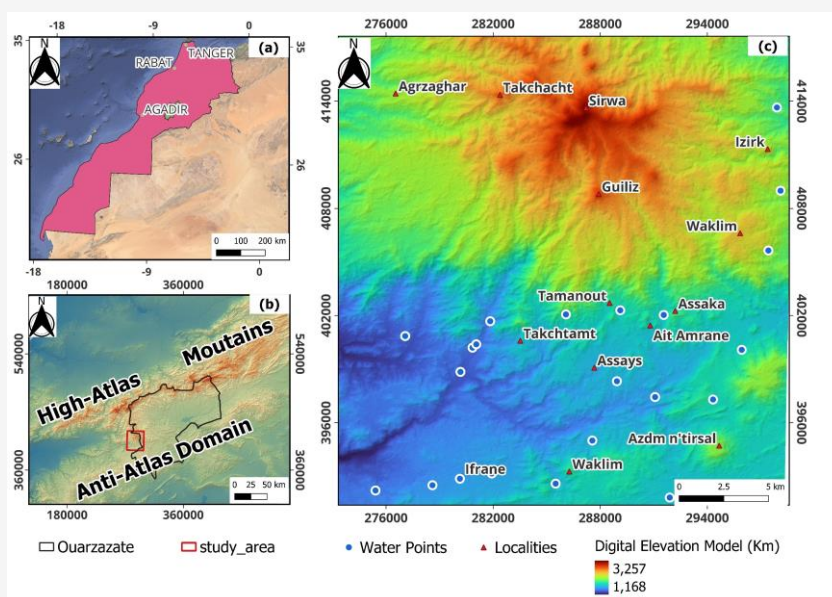 -18
-9
0
35
N
(a)
TANGER
RABAT
AGADIR
35
26
26
0 100 200 km
-18
-9
0
180000
360000
N
(b)
540000
540000
High-Atlas Moutains
Anti-Atlas Domain
360000
360000
0 25 50 km
180000
360000
Ouarzazate
study_area
276000
282000
288000
294000
N
(c)
414000
414000
Agrzaghar
Takchacht
Sirwa
Izirk
Guiliz
408000
408000
Waklim
Tamanout
Assaka
402000
402000
Takchtamt
Ait Amrane
Assays
396000
396000
Azdm n'tirsal
Ifrane
Waklim
0 2.5 5 km
276000
282000
288000
294000
Water Points
Localities
Digital Elevation Model (Km)
3,257
1,168